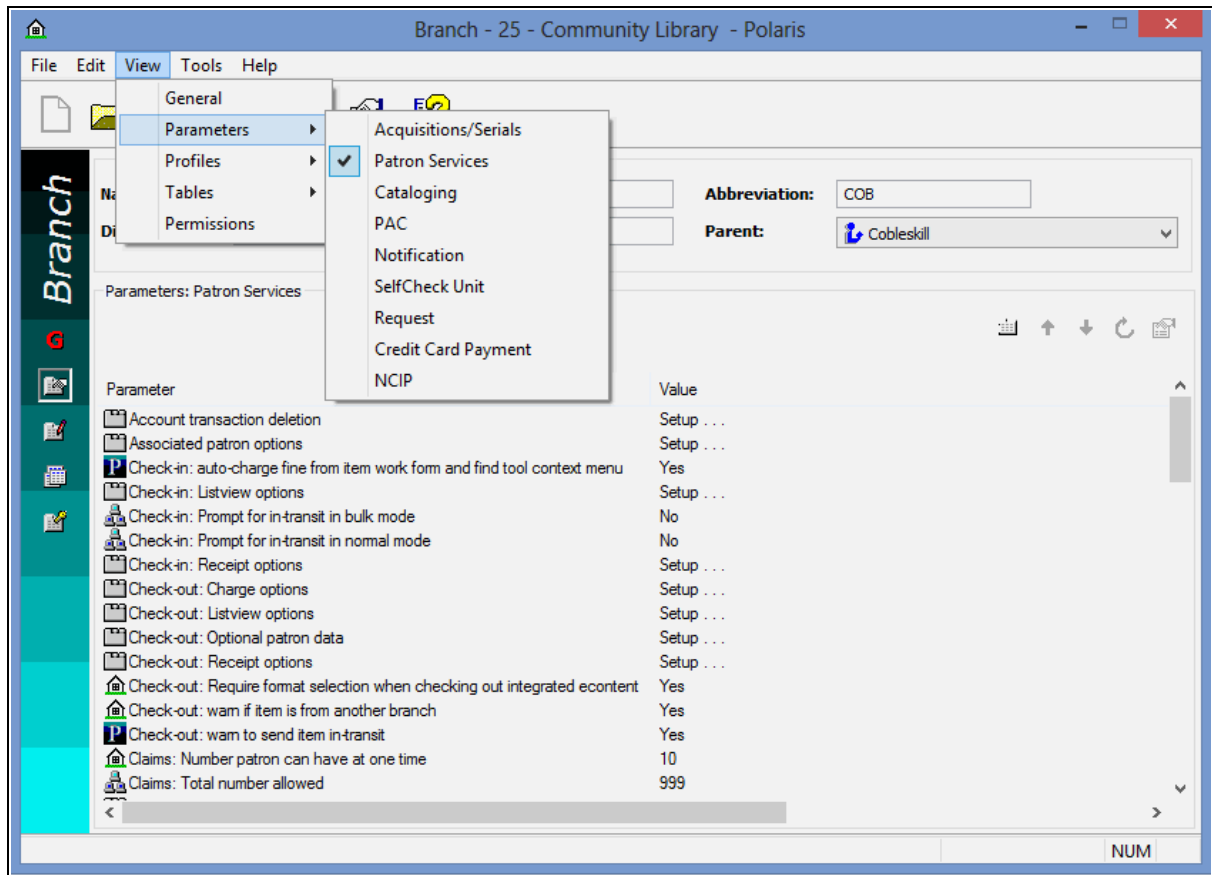 Branch - 25 - Community Library - Polaris
File Edit View Tools Help
General
Parameters
Profiles
Tables
Permissions
Acquisitions/Serials
Patron Services
Cataloging
PAC
Notification
SelfCheck Unit
Request
Credit Card Payment
NCIP
Branch
Abbreviation: COB
Parent: Cobleskill
Parameters: Patron Services
G
Parameter Value
Account transaction deletion Setup . . .
Associated patron options Setup . . .
P Check-in: auto-charge fine from item work form and find tool context menu Yes
Check-in: Listview options Setup . . .
Check-in: Prompt for in-transit in bulk mode No
Check-in: Prompt for in-transit in normal mode No
Check-in: Receipt options Setup . . .
Check-out: Charge options Setup . . .
Check-out: Listview options Setup . . .
Check-out: Optional patron data Setup . . .
Check-out: Receipt options Setup . . .
Check-out: Require format selection when checking out integrated econtent Yes
Check-out: warn if item is from another branch Yes
P Check-out: warn to send item in-transit Yes
Claims: Number patron can have at one time 10
Claims: Total number allowed 999
NUM